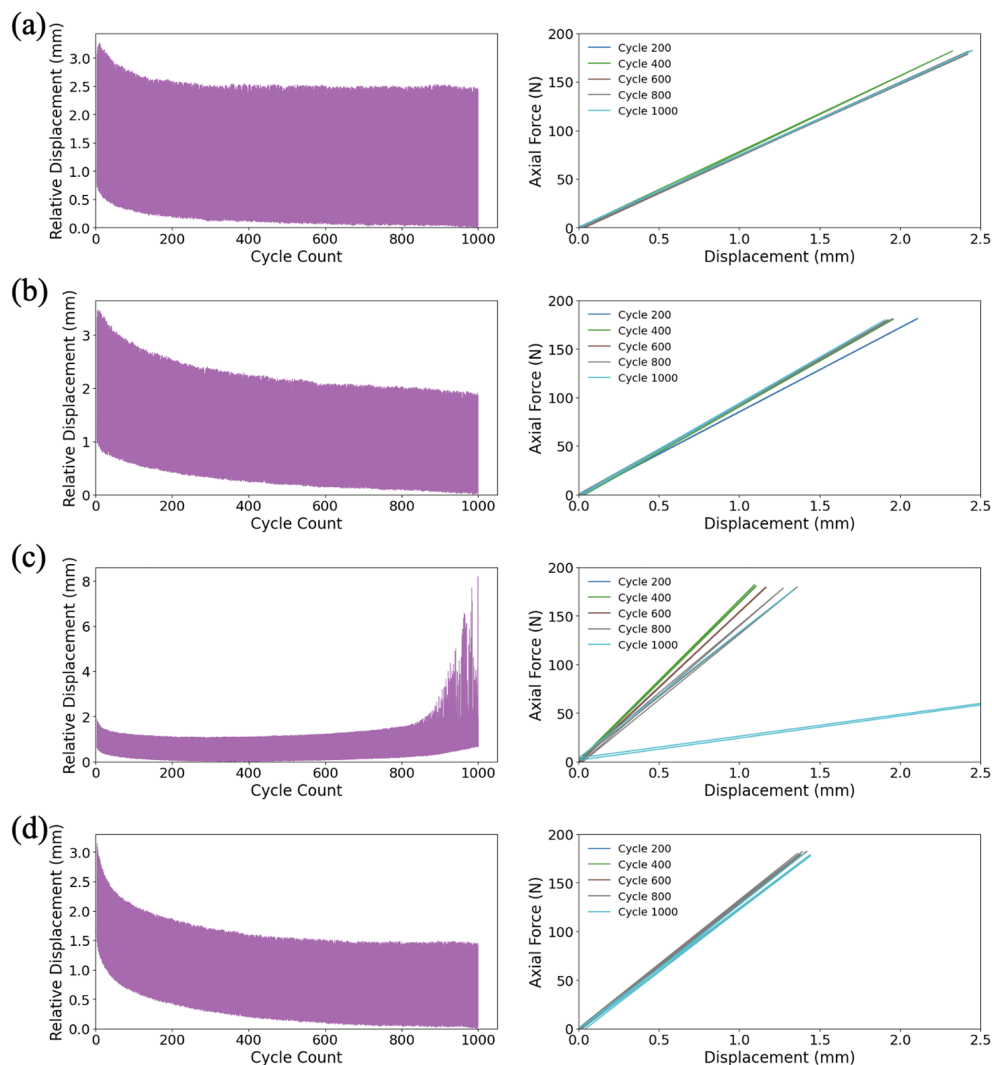 (a)
Relative Displacement (mm)
3.0
2.5
2.0
1.5
1.0
0.5
0.0
0 200 400 600 800 1000
Cycle Count
Axial Force (N)
200
150
100
50
0
Cycle 200
Cycle 400
Cycle 600
Cycle 800
Cycle 1000
0.0 0.5 1.0 1.5 2.0 2.5
Displacement (mm)
(b)
Relative Displacement (mm)
3
2
1
0
0 200 400 600 800 1000
Cycle Count
Axial Force (N)
200
150
100
50
0
Cycle 200
Cycle 400
Cycle 600
Cycle 800
Cycle 1000
0.0 0.5 1.0 1.5 2.0 2.5
Displacement (mm)
(c)
Relative Displacement (mm)
8
6
4
2
0
0 200 400 600 800 1000
Cycle Count
Axial Force (N)
200
150
100
50
0
Cycle 200
Cycle 400
Cycle 600
Cycle 800
Cycle 1000
0.0 0.5 1.0 1.5 2.0 2.5
Displacement (mm)
(d)
Relative Displacement (mm)
3.0
2.5
2.0
1.5
1.0
0.5
0.0
0 200 400 600 800 1000
Cycle Count
Axial Force (N)
200
150
100
50
0
Cycle 200
Cycle 400
Cycle 600
Cycle 800
Cycle 1000
0.0 0.5 1.0 1.5 2.0 2.5
Displacement (mm)